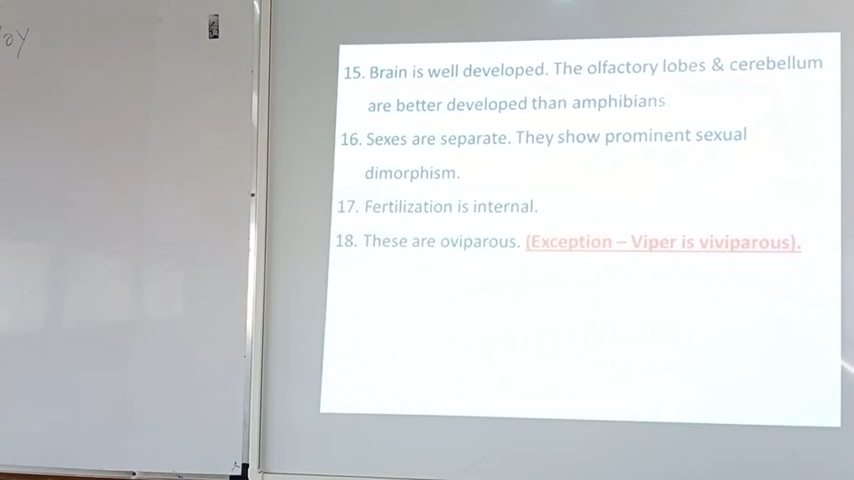 oy
15. Brain is well developed. The olfactory lobes & cerebellum
are better developed than amphibians
16. Sexes are separate. They show prominent sexual
dimorphism.
17. Fertilization is internal.
18. These are oviparous. (Exception – Viper is viviparous).